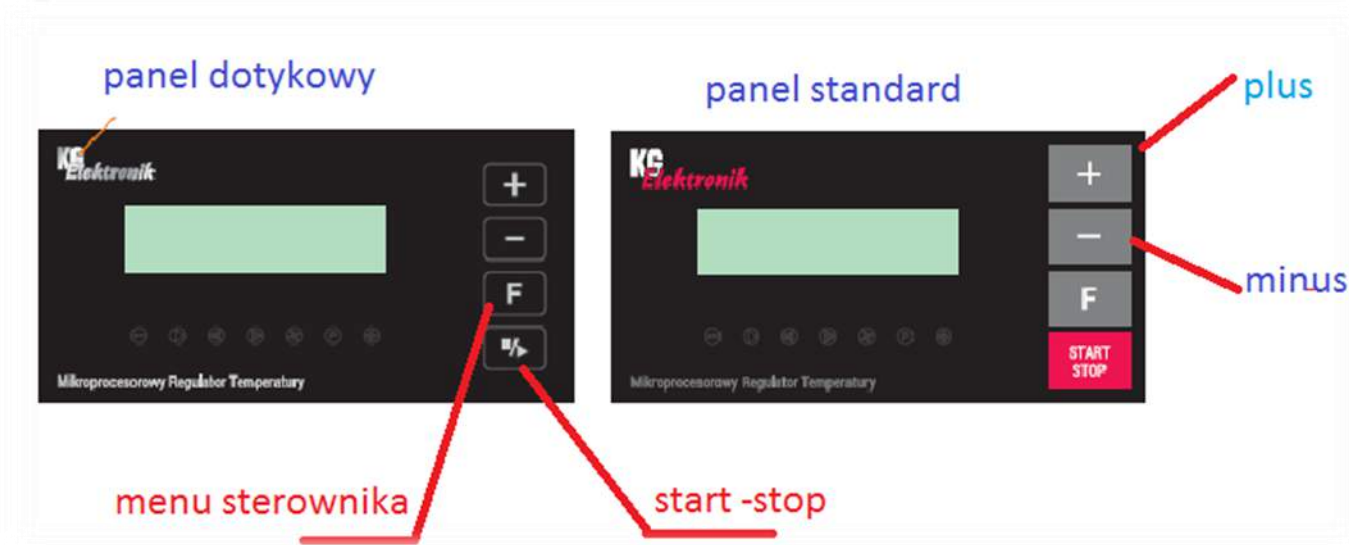 panel dotykowy
panel standard
plus
KG
Elektronik
+
-
F
Mikroprocesorowy Regulator Temperatury
KG
Elektronik
+
-
F
START
STOP
Mikroprocesorowy Regulator Temperatury
minus
menu sterownika
start -stop